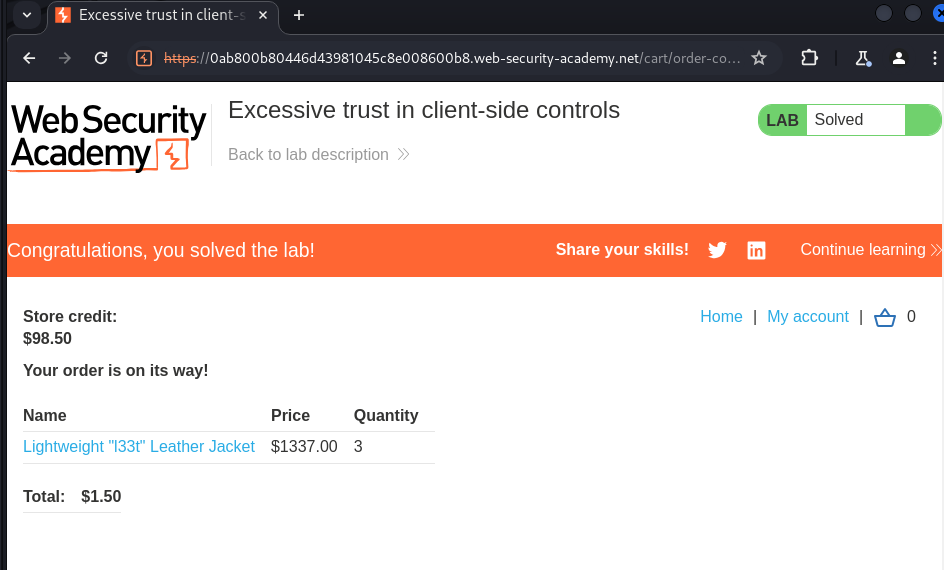 Excessive trust in client-s
https://0ab800b80446d43981045c8e008600b8.web-security-academy.net/cart/order-co...
Web Security
Academy
Excessive trust in client-side controls
Back to lab description
LAB Solved
Congratulations, you solved the lab!
Share your skills!
Continue learning
Store credit:
$98.50
Home | My account | 0
Your order is on its way!
Name Price Quantity
Lightweight "l33t" Leather Jacket $1337.00 3
Total: $1.50